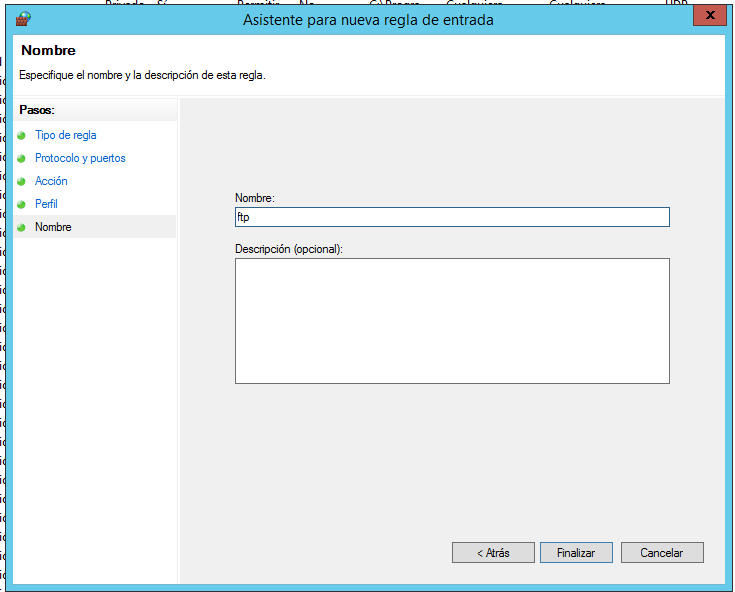 Asistente para nueva regla de entrada
x
Nombre
Especifique el nombre y la descripción de esta regla.
Pasos:
Tipo de regla
Protocolo y puertos
Acción
Perfil
Nombre
Nombre:
ftp
Descripción (opcional):
< Atrás
Finalizar
Cancelar